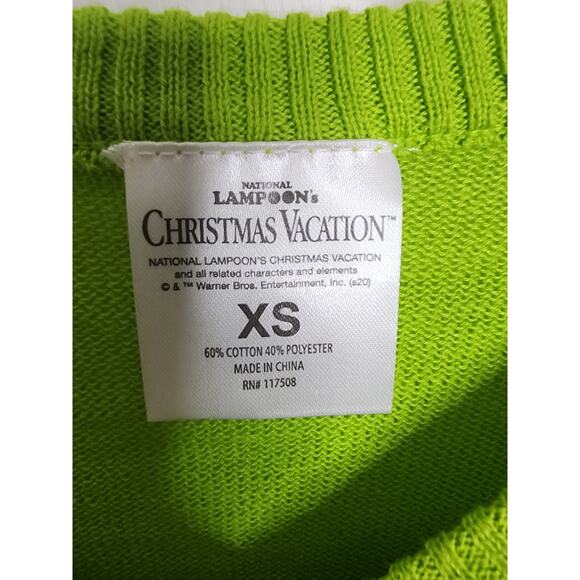 NATIONAL
LAMPOON's
CHRISTMAS VACATION™
NATIONAL LAMPOON'S CHRISTMAS VACATION
and all related characters and elements
© & ™ Warner Bros. Entertainment, Inc. (s20)
XS
60% COTTON 40% POLYESTER
MADE IN CHINA
RN# 117508